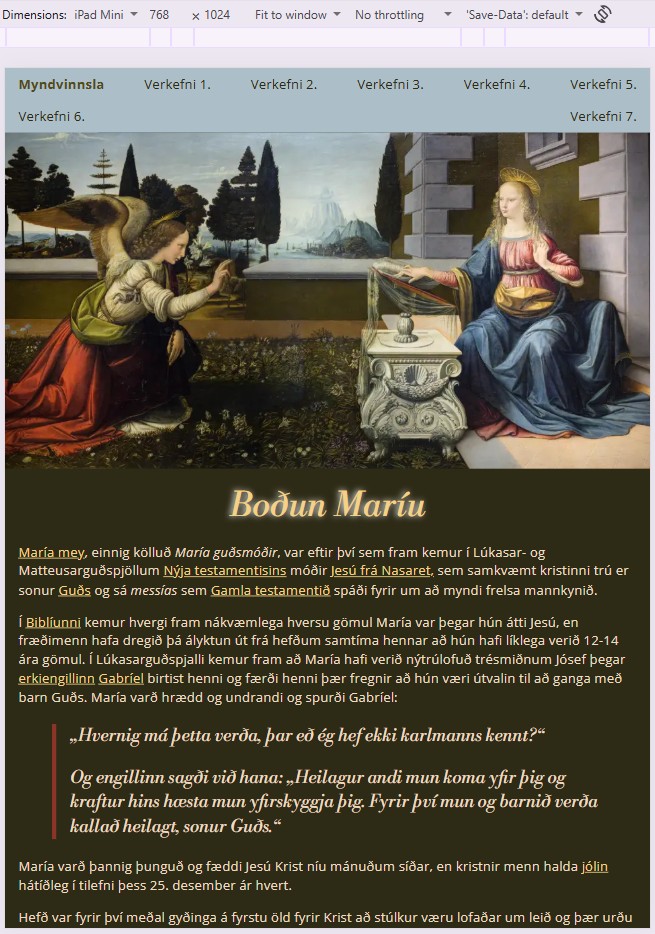 Dimensions: iPad Mini 768 x 1024 Fit to window No throttling 'Save-Data': default
Myndvinnsla Verkefni 1. Verkefni 2. Verkefni 3. Verkefni 4. Verkefni 5.
Verkefni 6. Verkefni 7.
Boðun Maríu
María mey, einnig kölluð María guðsmóðir, var eftir því sem fram kemur í Lúkasar- og
Matteusarguðspjöllum Nýja testamentisins móðir Jesú frá Nasaret, sem samkvæmt kristinni trú er
sonur Guðs og sá messías sem Gamla testamentið spáði fyrir um að myndi frelsa mannkynið.
Í Biblíunni kemur hvergi fram nákvæmlega hversu gömul María var þegar hún átti Jesú, en
fræðimenn hafa dregið þá ályktun út frá hefðum samtíma hennar að hún hafi líklega verið 12-14
ára gömul. Í Lúkasarguðspjalli kemur fram að María hafi verið nýtrúlofuð trésmiðnum Jósef þegar
erkiengillinn Gabríel birtist henni og færði henni þær fregnir að hún væri útvalin til að ganga með
barn Guðs. María varð hrædd og undrandi og spurði Gabríel:
„Hvernig má þetta verða, þar eð ég hef ekki karlmanns kennt?“
Og engillinn sagði við hana: „Heilagur andi mun koma yfir þig og
kraftur hins hæsta mun yfirskyggja þig. Fyrir því mun og barnið verða
kallað heilagt, sonur Guðs.“
María varð þannig þunguð og fæddi Jesú Krist níu mánuðum síðar, en kristnir menn halda jólin
hátíðleg í tilefni þess 25. desember ár hvert.
Hefð var fyrir því meðal gyðinga á fyrstu öld fyrir Krist að stúlkur væru lofaðar um leið og þær urðu